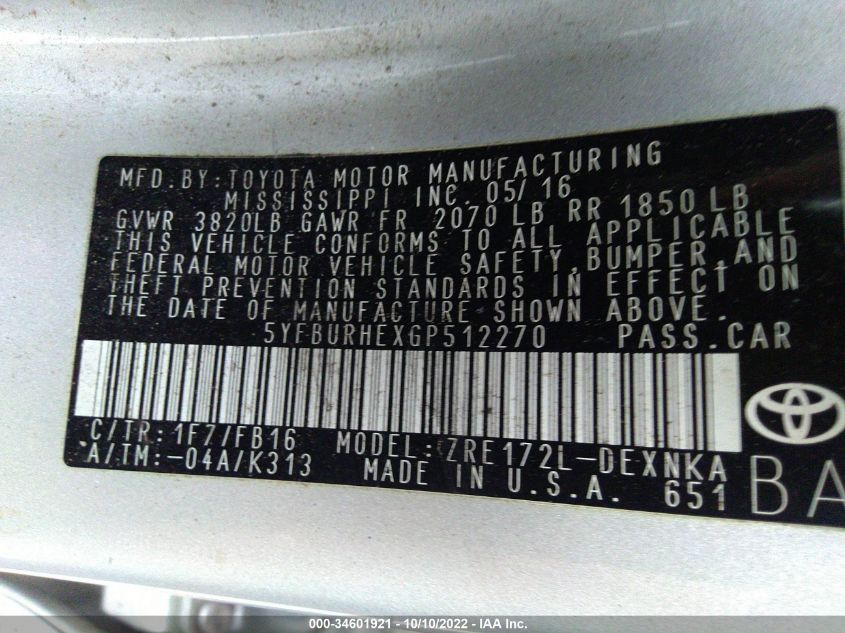 MFD. BY: TOYOTA MOTOR MANUFACTURING
MISSISSIPPI INC. 05/16
GVWR 3820LB GAWR FR 2070 LB RR 1850 LB
THIS VEHICLE CONFORMS TO ALL APPLICABLE
FEDERAL MOTOR VEHICLE SAFETY, BUMPER, AND
THEFT PREVENTION STANDARDS IN EFFECT ON
THE DATE OF MANUFACTURE SHOWN ABOVE.
5YFBURHEXGP512270 PASS. CAR
C/TR: 1F7/FB16 MODEL: ZRE172L-DEXNKA
A/TM: -04A/K313 MADE IN U.S.A. 651
BA
000-34601921 - 10/10/2022 - IAA Inc.